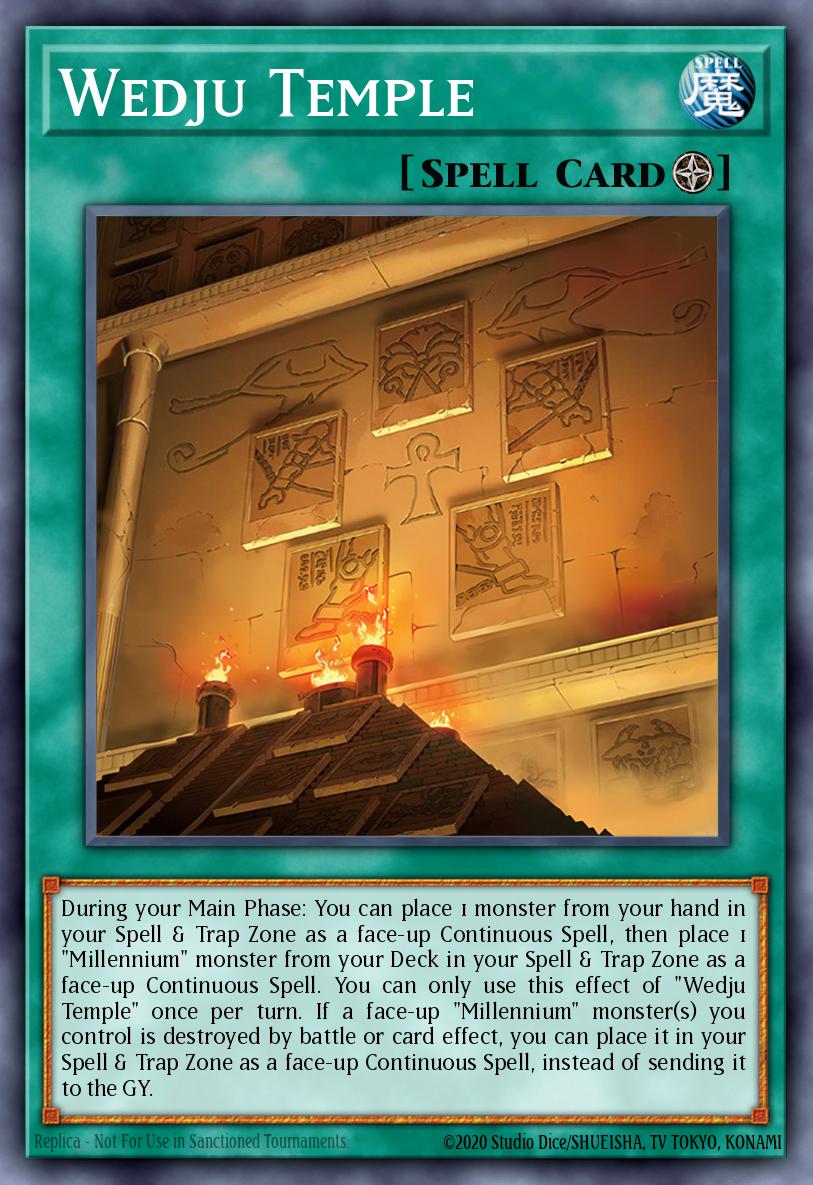 Wedju Temple
SPELL
魔
[Spell Card]
During your Main Phase: You can place 1 monster from your hand in
your Spell & Trap Zone as a face-up Continuous Spell, then place 1
"Millennium" monster from your Deck in your Spell & Trap Zone as a
face-up Continuous Spell. You can only use this effect of "Wedju
Temple" once per turn. If a face-up "Millennium" monster(s) you
control is destroyed by battle or card effect, you can place it in your
Spell & Trap Zone as a face-up Continuous Spell, instead of sending it
to the GY.
Replica - Not For Use in Sanctioned Tournaments.
©2020 Studio Dice/SHUEISHA, TV TOKYO, KONAMI